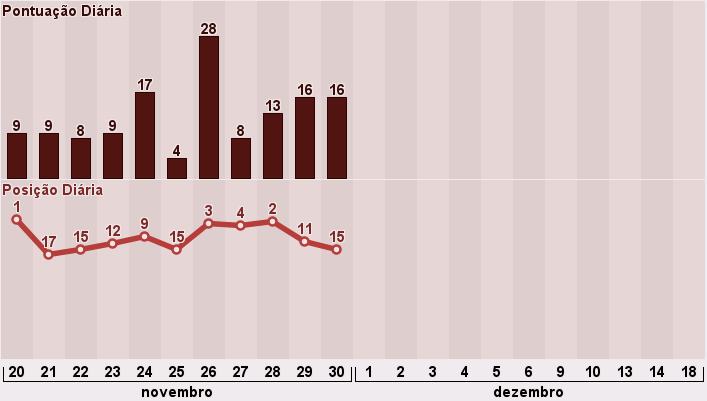 Pontuação Diária
9 9 8 9 17 4 28 8 13 16 16
Posição Diária
1 17 15 12 9 15 3 4 2 11 15
20 21 22 23 24 25 26 27 28 29 30 1 2 3 4 5 6 9 10 13 14 18
novembro dezembro